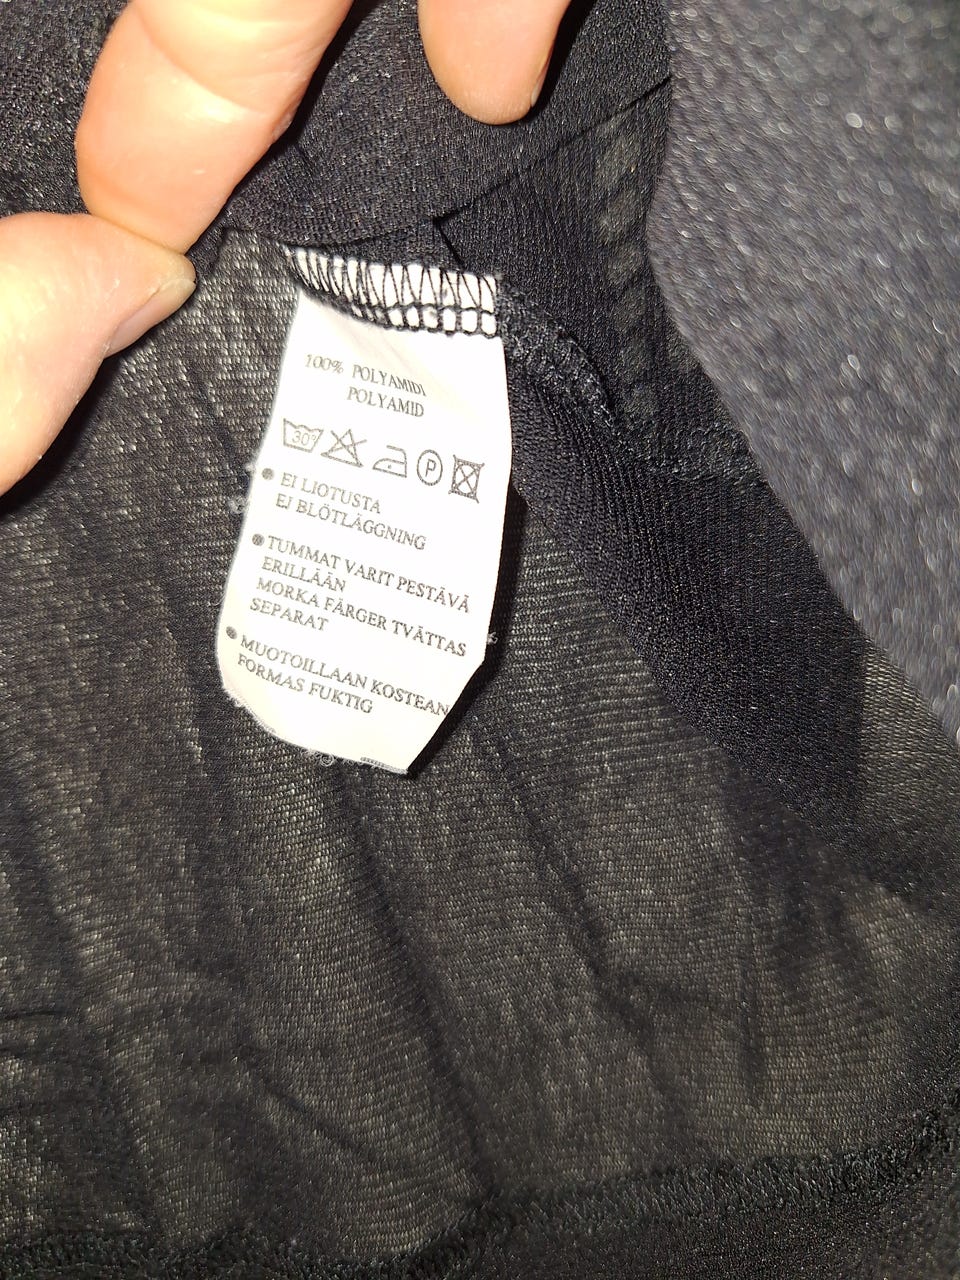 100% POLYAMIDI
POLYAMID
30° P
EI LIOTUSTA
EJ BLÖTLÄGGNING
TUMMAT VARIT PESTÄVÄ
ERILLÄÄN
MORKA FÄRGER TVÄTTAS
SEPARAT
MUOTOILLAAN KOSTEAN
FORMAS FUKTIG